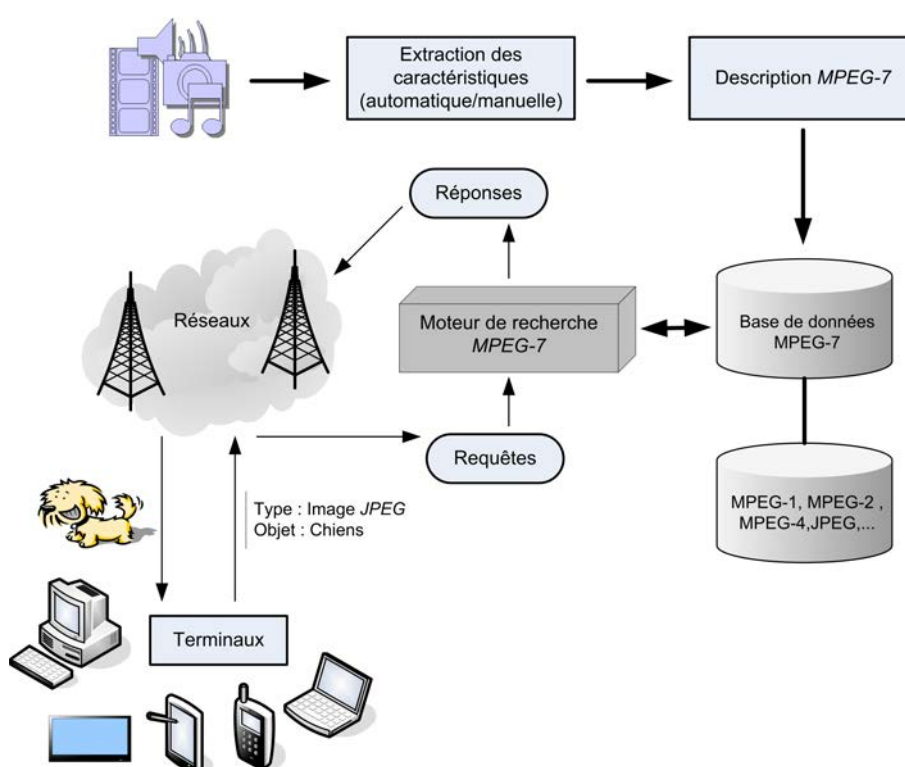 Extraction des
caractéristiques
(automatique/manuelle)
Description MPEG-7
Réponses
Réseaux
Moteur de recherche
MPEG-7
Base de données
MPEG-7
Requêtes
Type : Image JPEG
Objet : Chiens
MPEG-1, MPEG-2 ,
MPEG-4,JPEG,...
Terminaux